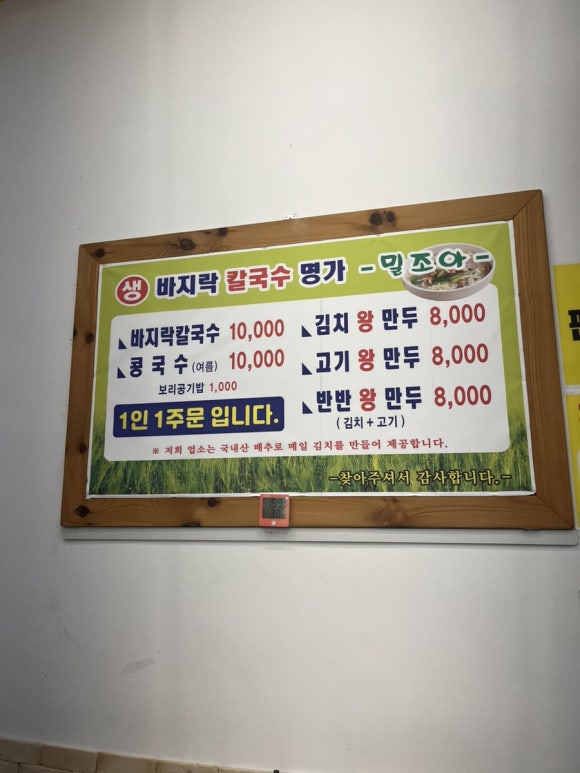 생 바지락 칼국수 명가 -밀조아-
바지락칼국수 10,000
콩국수 (여름) 10,000
보리공기밥 1,000
1인 1주문 입니다.
김치 왕 만두 8,000
고기 왕 만두 8,000
반반 왕 만두 8,000
( 김치 + 고기 )
※ 저희 업소는 국내산 배추로 매일 김치를 만들어 제공합니다.
-찾아주셔서 감사합니다.-